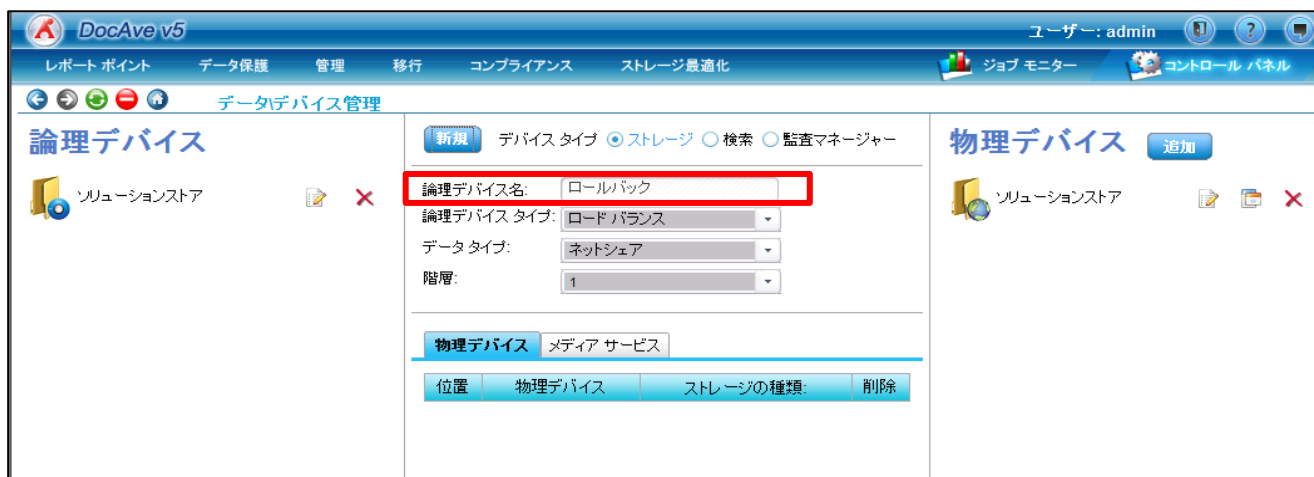 DocAve v5
ユーザー: admin
レポート ポイント データ保護 管理 移行 コンプライアンス ストレージ最適化 ジョブ モニター コントロール パネル
データ\デバイス管理
論理デバイス
ソリューションストア
新規 デバイス タイプ ストレージ 検索 監査マネージャー
論理デバイス名: ロールバック
論理デバイス タイプ: ロード バランス
データ タイプ: ネットシェア
階層: 1
物理デバイス メディア サービス
位置 物理デバイス ストレージの種類: 削除
物理デバイス 追加
ソリューションストア